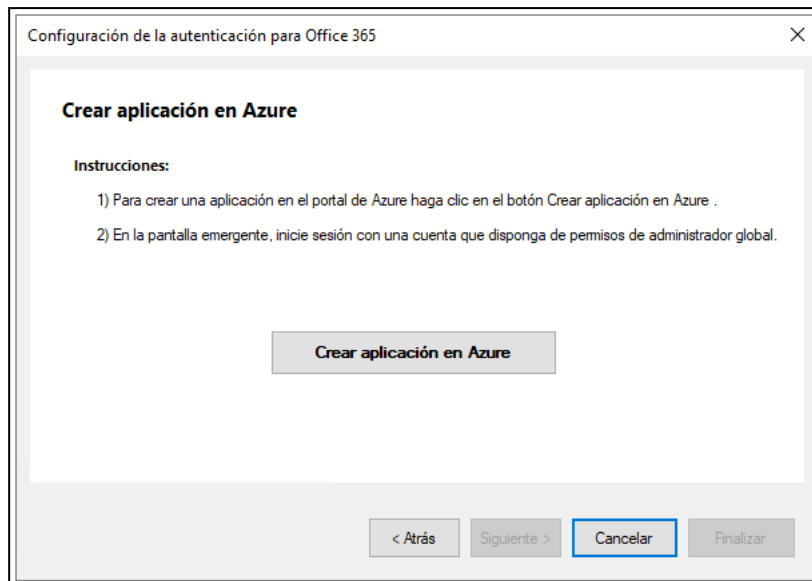 Configuración de la autenticación para Office 365
Crear aplicación en Azure
Instrucciones:
1) Para crear una aplicación en el portal de Azure haga clic en el botón Crear aplicación en Azure .
2) En la pantalla emergente, inicie sesión con una cuenta que disponga de permisos de administrador global.
Crear aplicación en Azure
< Atrás
Siguiente >
Cancelar
Finalizar